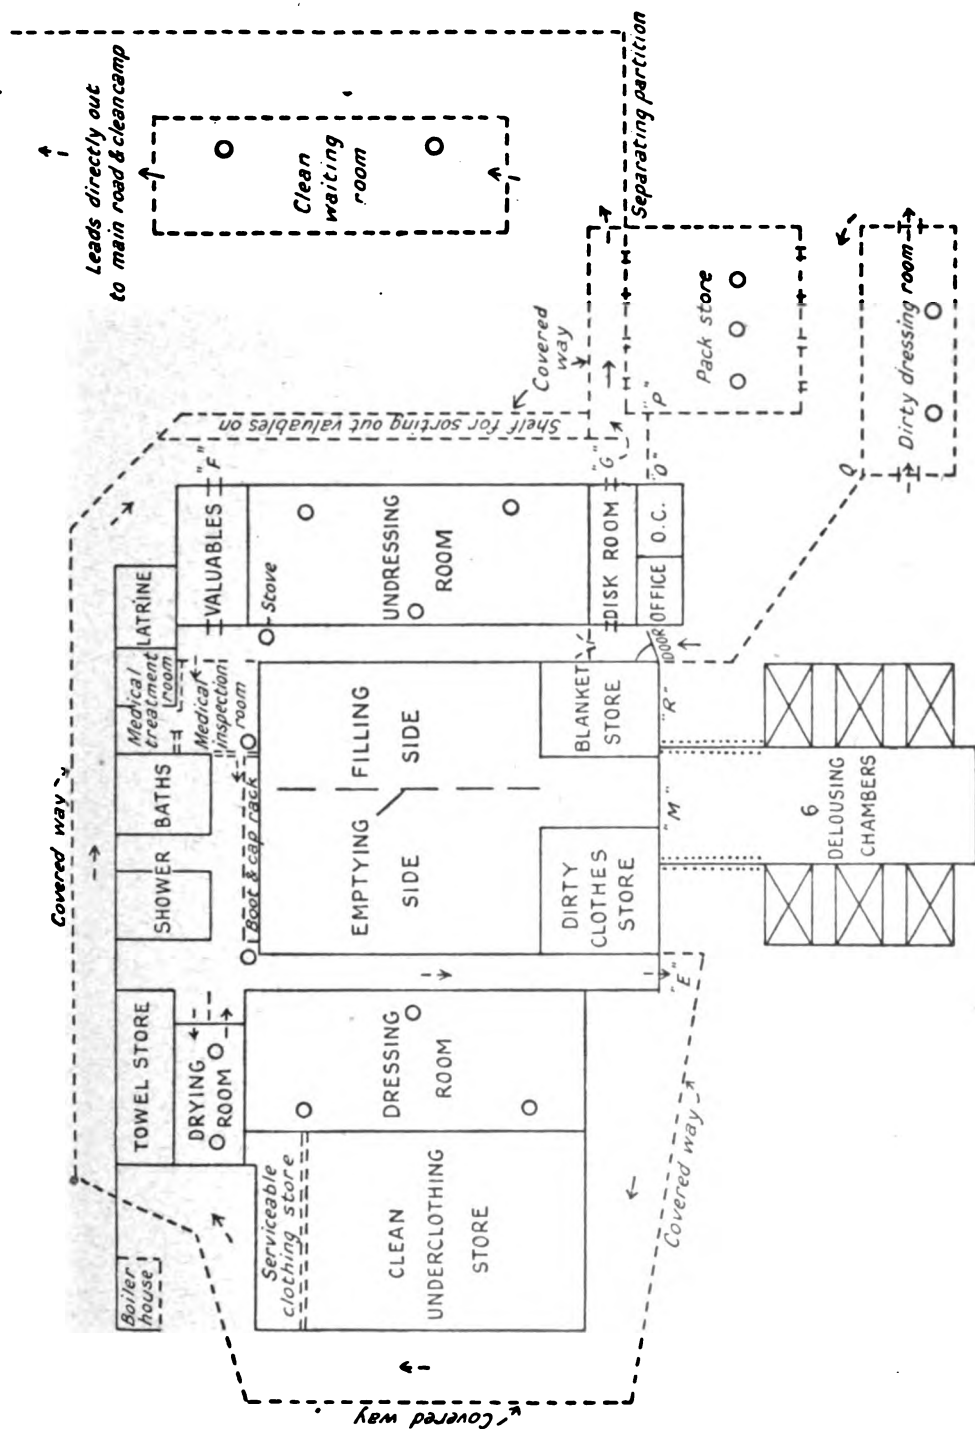 Leads directly out
to main road & clean camp
Clean
waiting
room
Separating partition
Covered
way
Pack store
Dirty dressing room
Shelf for sorting out valuables on
"F"
"G"
"P"
"O"
Q
VALUABLES
UNDRESSING
ROOM
DISK ROOM
O.C.
OFFICE
DOOR
Stove
LATRINE
Medical
treatment
room
Medical
inspection
room
Covered way
SHOWER BATHS
Boot & cap rack
FILLING
SIDE
EMPTYING
SIDE
BLANKET
STORE
DIRTY
CLOTHES
STORE
"R"
"M"
"E"
6
DELOUSING
CHAMBERS
TOWEL STORE
DRYING
ROOM
DRESSING
ROOM
Serviceable
clothing store
CLEAN
UNDERCLOTHING
STORE
Boiler
house
Covered way
Covered way